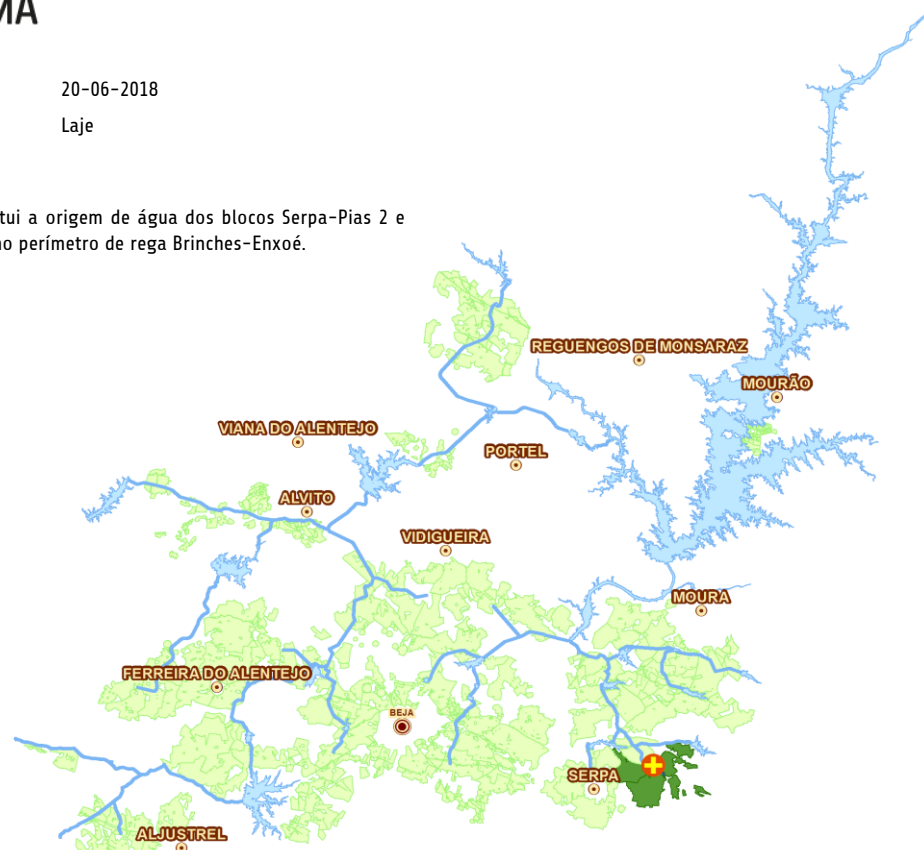 20-06-2018
Laje
tui a origem de água dos blocos Serpa-Pias 2 e
no perímetro de rega Brinches-Enxoé.
REGUENGOS DE MONSARAZ
MOURÃO
VIANA DO ALENTEJO
PORTEL
ALVITO
VIDIGUEIRA
MOURA
FERREIRA DO ALENTEJO
BEJA
SERPA
ALJUSTREL